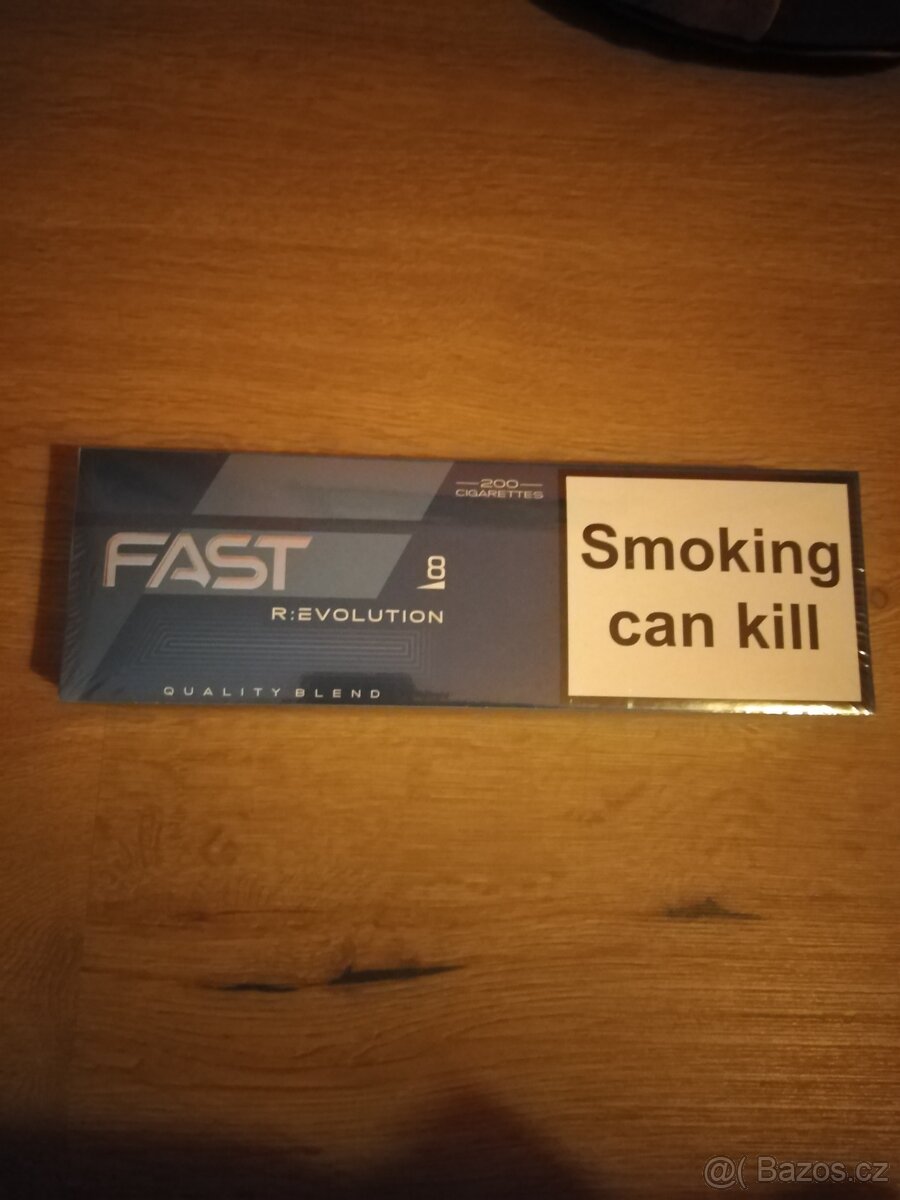 200
CIGARETTES
FAST
8
R:EVOLUTION
QUALITY BLEND
Smoking
can kill
@( Bazos.cz